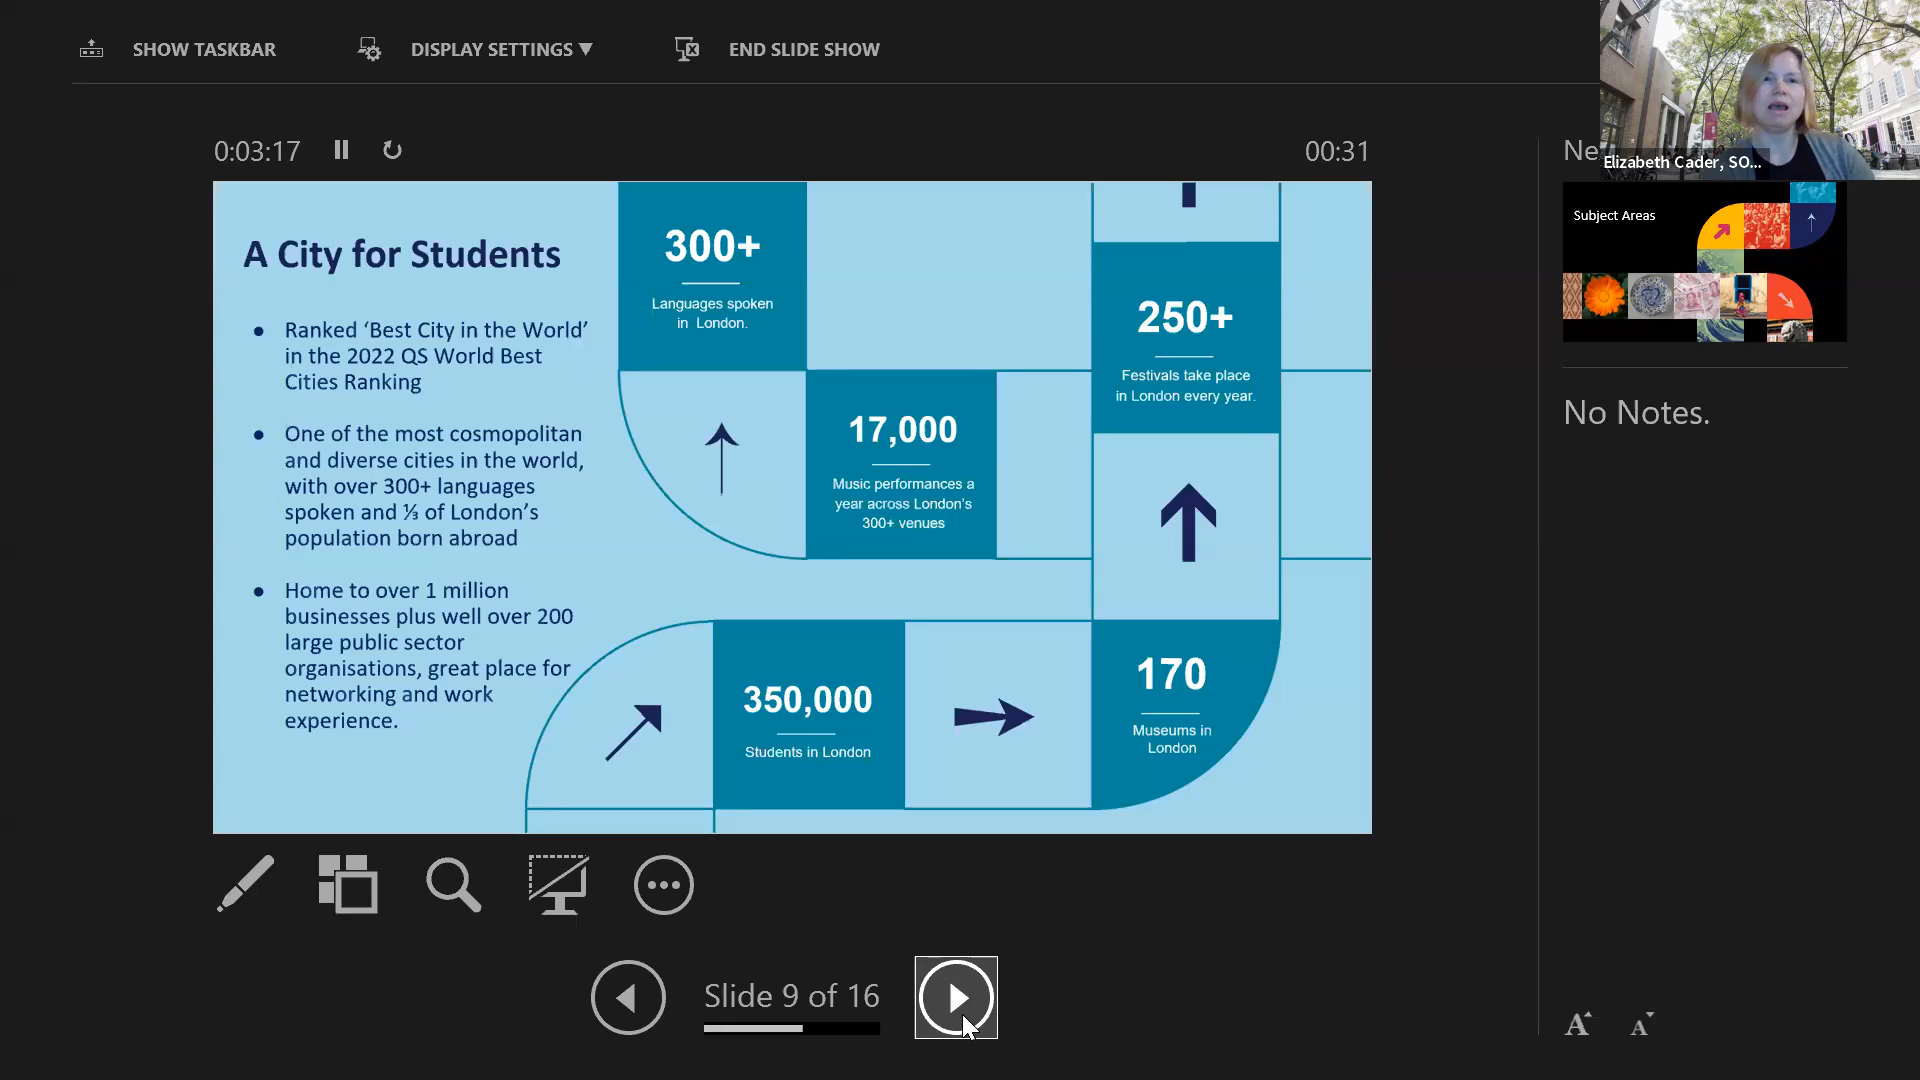 SHOW TASKBAR
DISPLAY SETTINGS ▼
END SLIDE SHOW
0:03:17
00:31
Ne
Elizabeth Cader, SO...
A City for Students
● Ranked ‘Best City in the World’
in the 2022 QS World Best
Cities Ranking
● One of the most cosmopolitan
and diverse cities in the world,
with over 300+ languages
spoken and ⅓ of London’s
population born abroad
● Home to over 1 million
businesses plus well over 200
large public sector
organisations, great place for
networking and work
experience.
300+
Languages spoken
in London.
17,000
Music performances a
year across London’s
300+ venues
250+
Festivals take place
in London every year.
350,000
Students in London
170
Museums in
London
Subject Areas
No Notes.
Slide 9 of 16
A
A